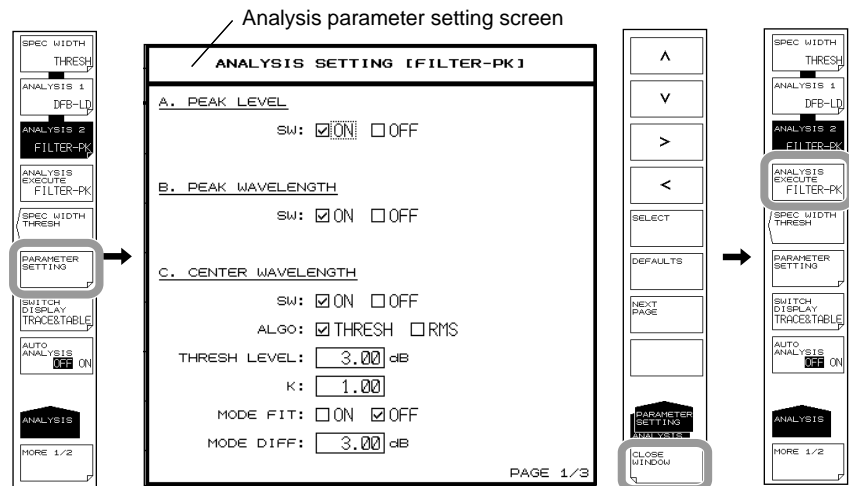 Analysis parameter setting screen
SPEC WIDTH
THRESH
ANALYSIS 1
DFB-LD
ANALYSIS 2
FILTER-PK
ANALYSIS
EXECUTE
FILTER-PK
SPEC WIDTH
THRESH
PARAMETER
SETTING
SWITCH
DISPLAY
TRACE&TABLE
AUTO
ANALYSIS
OFF ON
ANALYSIS
MORE 1/2
ANALYSIS SETTING [FILTER-PK]
A. PEAK LEVEL
SW: ☑ON ☐OFF
B. PEAK WAVELENGTH
SW: ☑ON ☐OFF
C. CENTER WAVELENGTH
SW: ☑ON ☐OFF
ALGO: ☑THRESH ☐RMS
THRESH LEVEL: 3.00 dB
K: 1.00
MODE FIT: ☐ON ☑OFF
MODE DIFF: 3.00 dB
PAGE 1/3
∧
∨
>
<
SELECT
DEFAULTS
NEXT
PAGE
PARAMETER
SETTING
ANALYSIS
CLOSE
WINDOW
SPEC WIDTH
THRESH
ANALYSIS 1
DFB-LD
ANALYSIS 2
FILTER-PK
ANALYSIS
EXECUTE
FILTER-PK
SPEC WIDTH
THRESH
PARAMETER
SETTING
SWITCH
DISPLAY
TRACE&TABLE
AUTO
ANALYSIS
OFF ON
ANALYSIS
MORE 1/2